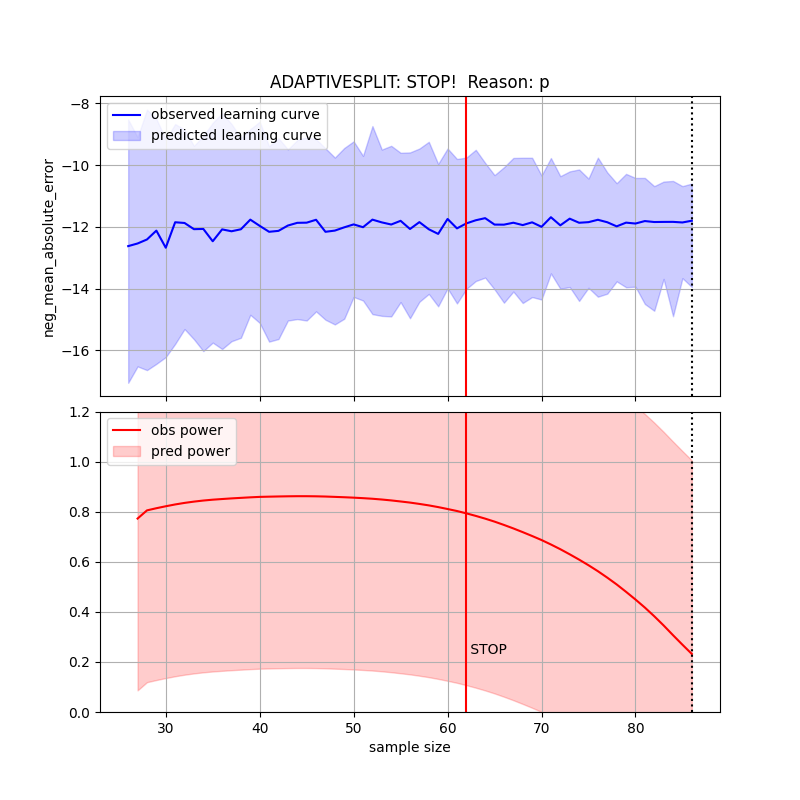 ADAPTIVESPLIT: STOP!  Reason: p
observed learning curve
predicted learning curve
neg_mean_absolute_error
−8
−10
−12
−14
−16
obs power
pred power
1.2
1.0
0.8
0.6
0.4
0.2
0.0
STOP
30 40 50 60 70 80
sample size